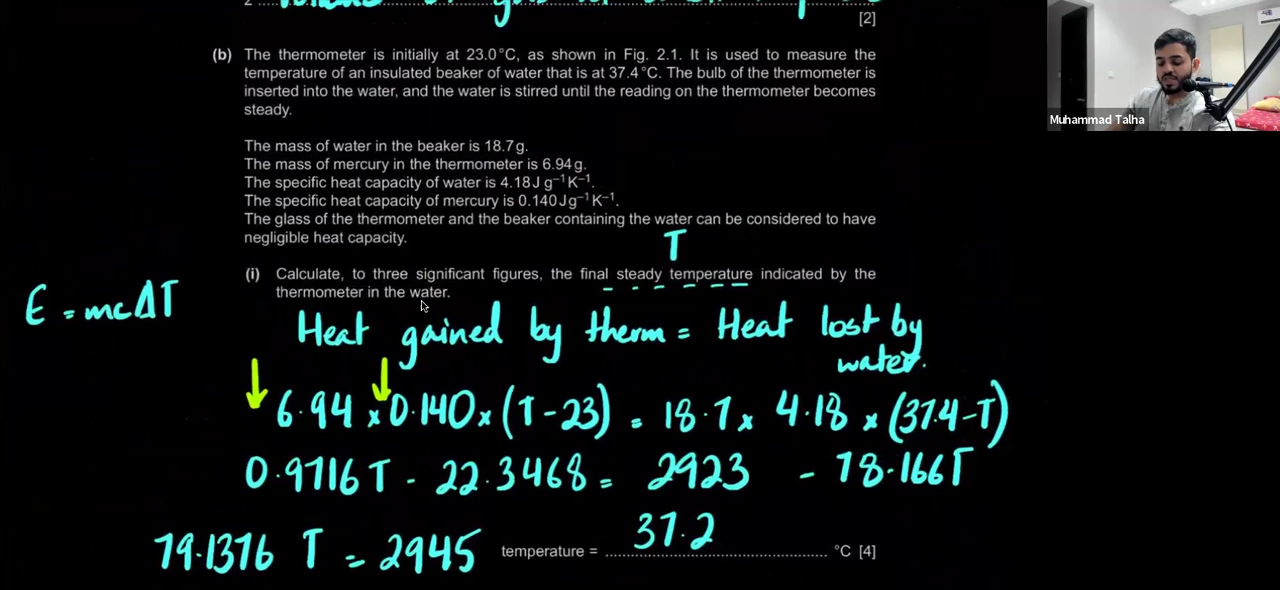 2
[2]
(b) The thermometer is initially at 23.0°C, as shown in Fig. 2.1. It is used to measure the
temperature of an insulated beaker of water that is at 37.4°C. The bulb of the thermometer is
inserted into the water, and the water is stirred until the reading on the thermometer becomes
steady.
Muhammad Talha
The mass of water in the beaker is 18.7g.
The mass of mercury in the thermometer is 6.94g.
The specific heat capacity of water is 4.18J g⁻¹K⁻¹.
The specific heat capacity of mercury is 0.140Jg⁻¹K⁻¹.
The glass of the thermometer and the beaker containing the water can be considered to have
negligible heat capacity.
T
(i) Calculate, to three significant figures, the final steady temperature indicated by the
thermometer in the water.
E = mcΔT
Heat gained by therm = Heat lost by
water.
6.94 × 0.140 × (T - 23) = 18.7 × 4.18 × (37.4 - T)
0.9716 T - 22.3468 = 2923 - 78.166T
79.1376 T = 2945
temperature = 37.2 °C [4]